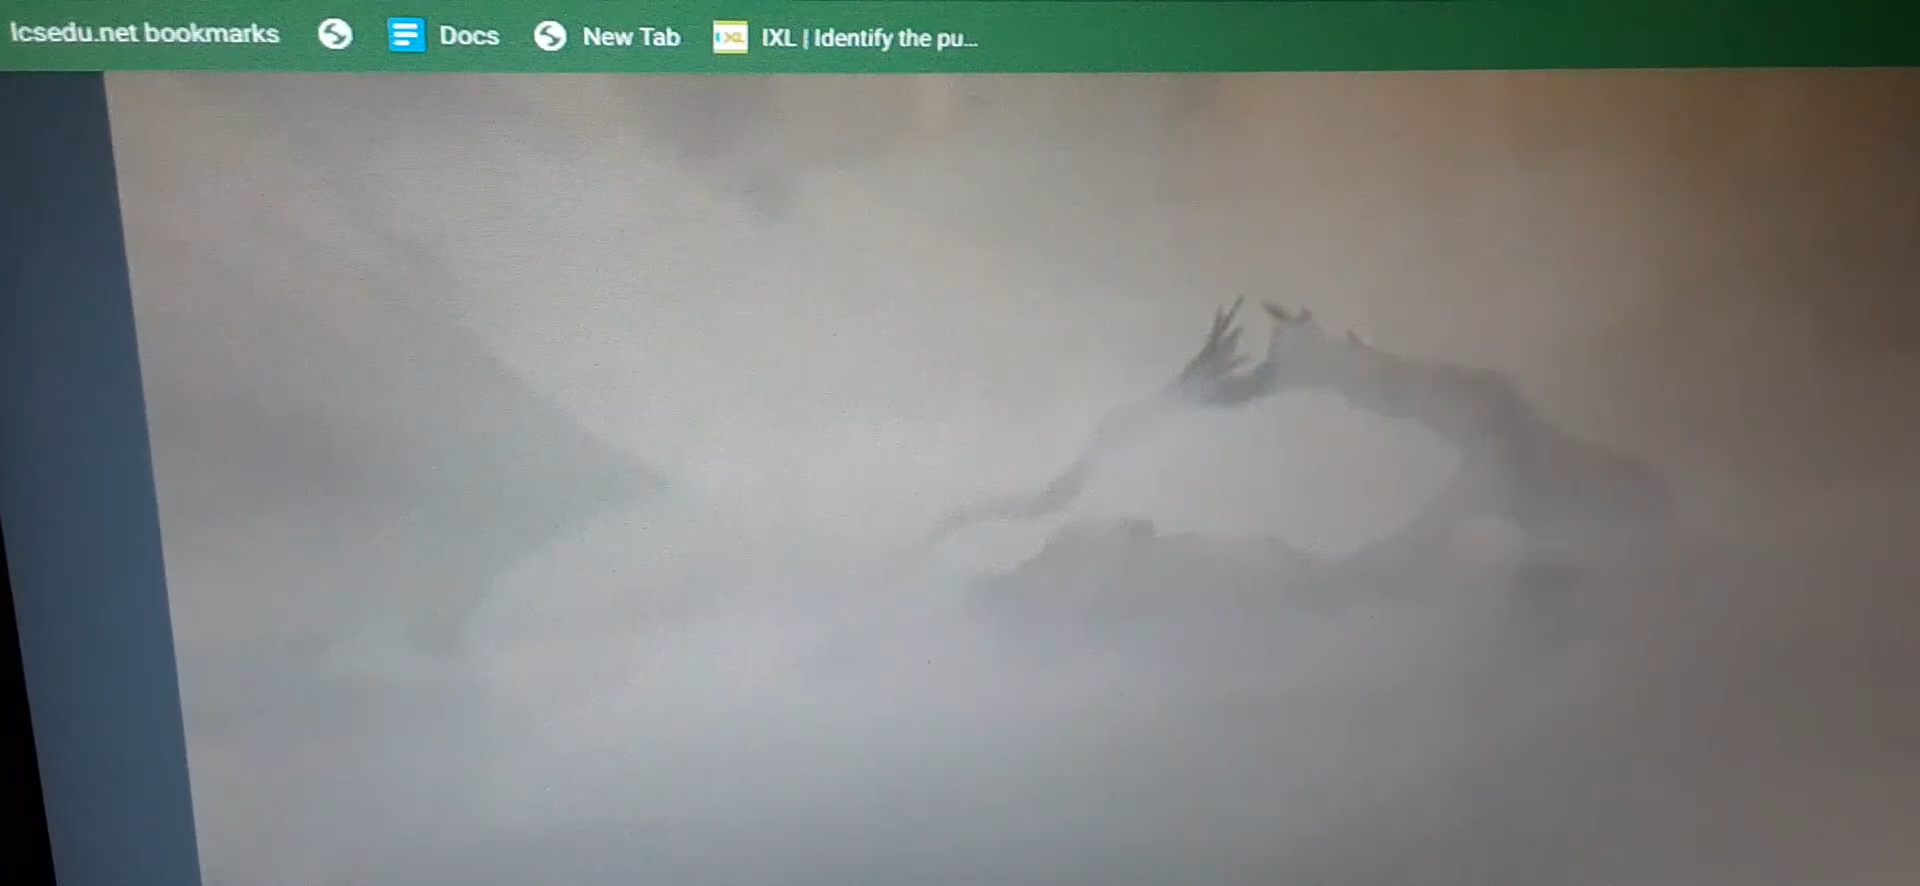 lcsedu.net bookmarks Docs New Tab IXL | Identify the pu...